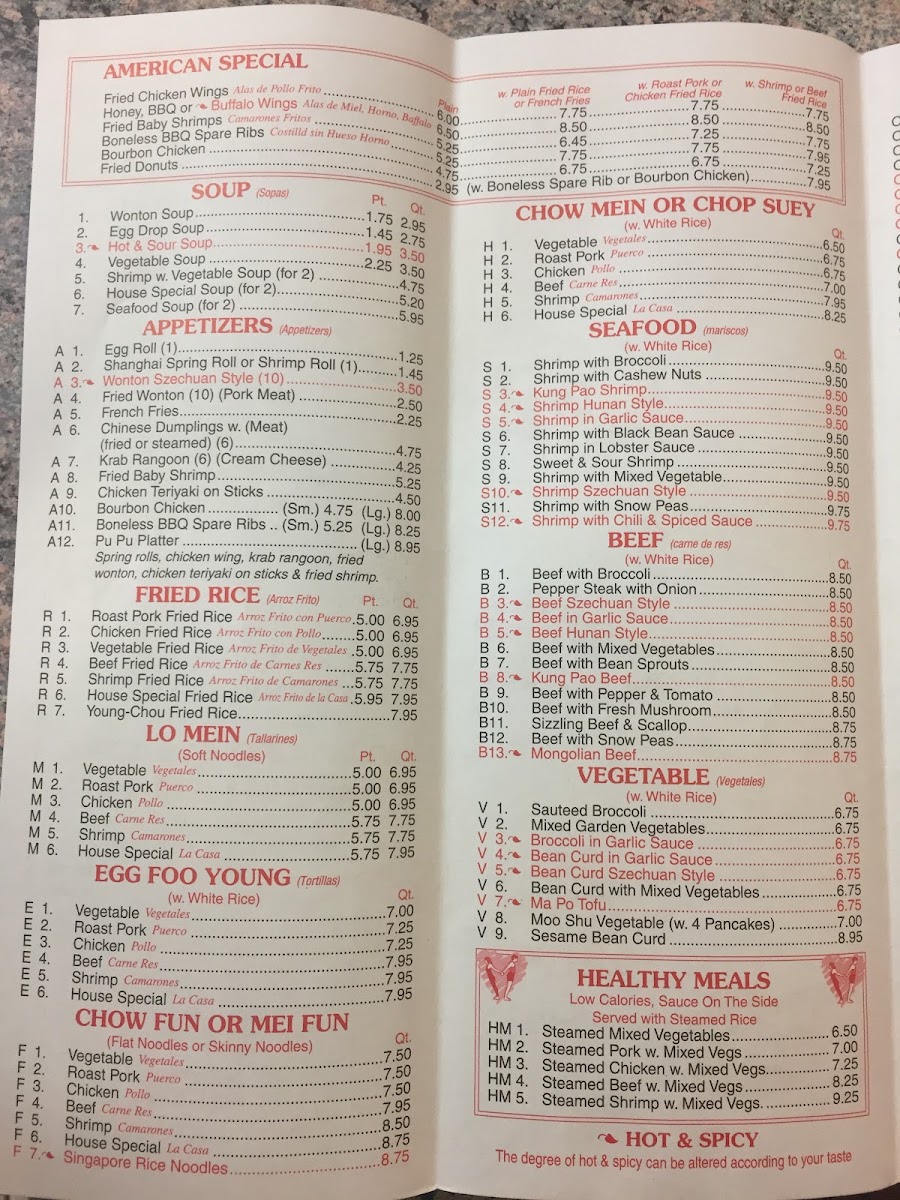 AMERICAN SPECIAL
Plain
w. Plain Fried Rice or French Fries
w. Roast Pork or Chicken Fried Rice
w. Shrimp or Beef Fried Rice
Fried Chicken Wings Alas de Pollo Frito 6.00 7.75 7.75 7.75
Honey, BBQ or Buffalo Wings Alas de Miel, Horno, Baffalo 6.50 8.50 8.50 8.50
Fried Baby Shrimps Camarones Fritos 5.25 6.45 7.25 7.75
Boneless BBQ Spare Ribs Costilld sin Hueso Horno 5.25 7.75 7.75 7.95
Bourbon Chicken 4.75 6.75 6.75 7.25
Fried Donuts 2.95 (w. Boneless Spare Rib or Bourbon Chicken) 7.95
SOUP (Sopas)
Pt. Qt.
1. Wonton Soup 1.75 2.95
2. Egg Drop Soup 1.45 2.75
3. Hot & Sour Soup 1.95 3.50
4. Vegetable Soup 2.25 3.50
5. Shrimp w. Vegetable Soup (for 2) 4.75
6. House Special Soup (for 2) 5.20
7. Seafood Soup (for 2) 5.95
APPETIZERS (Appetizers)
A 1. Egg Roll (1) 1.25
A 2. Shanghai Spring Roll or Shrimp Roll (1) 1.45
A 3. Wonton Szechuan Style (10) 3.50
A 4. Fried Wonton (10) (Pork Meat) 2.50
A 5. French Fries 2.25
A 6. Chinese Dumplings w. (Meat)
(fried or steamed) (6) 4.75
A 7. Krab Rangoon (6) (Cream Cheese) 4.25
A 8. Fried Baby Shrimp 5.25
A 9. Chicken Teriyaki on Sticks 4.50
A10. Bourbon Chicken (Sm.) 4.75 (Lg.) 8.00
A11. Boneless BBQ Spare Ribs (Sm.) 5.25 (Lg.) 8.25
A12. Pu Pu Platter (Lg.) 8.95
Spring rolls, chicken wing, krab rangoon, fried
wonton, chicken teriyaki on sticks & fried shrimp.
FRIED RICE (Arroz Frito) Pt. Qt.
R 1. Roast Pork Fried Rice Arroz Frito con Puerco 5.00 6.95
R 2. Chicken Fried Rice Arroz Frito con Pollo 5.00 6.95
R 3. Vegetable Fried Rice Arroz Frito de Vegetales 5.00 6.95
R 4. Beef Fried Rice Arroz Frito de Carnes Res 5.75 7.75
R 5. Shrimp Fried Rice Arroz Frito de Camarones 5.75 7.75
R 6. House Special Fried Rice Arroz Frito de la Casa 5.95 7.95
R 7. Young-Chou Fried Rice 7.95
LO MEIN (Tallarines)
(Soft Noodles) Pt. Qt.
M 1. Vegetable Vegetales 5.00 6.95
M 2. Roast Pork Puerco 5.00 6.95
M 3. Chicken Pollo 5.00 6.95
M 4. Beef Carne Res 5.75 7.75
M 5. Shrimp Camarones 5.75 7.75
M 6. House Special La Casa 5.75 7.95
EGG FOO YOUNG (Tortillas)
(w. White Rice) Qt.
E 1. Vegetable Vegetales 7.00
E 2. Roast Pork Puerco 7.25
E 3. Chicken Pollo 7.25
E 4. Beef Carne Res 7.95
E 5. Shrimp Camarones 7.95
E 6. House Special La Casa 7.95
CHOW FUN OR MEI FUN
(Flat Noodles or Skinny Noodles) Qt.
F 1. Vegetable Vegetales 7.50
F 2. Roast Pork Puerco 7.50
F 3. Chicken Pollo 7.50
F 4. Beef Carne Res 7.95
F 5. Shrimp Camarones 8.50
F 6. House Special La Casa 8.75
F 7. Singapore Rice Noodles 8.75
CHOW MEIN OR CHOP SUEY
(w. White Rice) Qt.
H 1. Vegetable Vegetales 6.50
H 2. Roast Pork Puerco 6.75
H 3. Chicken Pollo 6.75
H 4. Beef Carne Res 7.00
H 5. Shrimp Camarones 7.95
H 6. House Special La Casa 8.25
SEAFOOD (mariscos)
(w. White Rice) Qt.
S 1. Shrimp with Broccoli 9.50
S 2. Shrimp with Cashew Nuts 9.50
S 3. Kung Pao Shrimp 9.50
S 4. Shrimp Hunan Style 9.50
S 5. Shrimp in Garlic Sauce 9.50
S 6. Shrimp with Black Bean Sauce 9.50
S 7. Shrimp in Lobster Sauce 9.50
S 8. Sweet & Sour Shrimp 9.50
S 9. Shrimp with Mixed Vegetable 9.50
S10. Shrimp Szechuan Style 9.50
S11. Shrimp with Snow Peas 9.75
S12. Shrimp with Chili & Spiced Sauce 9.75
BEEF (carne de res)
(w. White Rice) Qt.
B 1. Beef with Broccoli 8.50
B 2. Pepper Steak with Onion 8.50
B 3. Beef Szechuan Style 8.50
B 4. Beef in Garlic Sauce 8.50
B 5. Beef Hunan Style 8.50
B 6. Beef with Mixed Vegetables 8.50
B 7. Beef with Bean Sprouts 8.50
B 8. Kung Pao Beef 8.50
B 9. Beef with Pepper & Tomato 8.50
B10. Beef with Fresh Mushroom 8.50
B11. Sizzling Beef & Scallop 8.75
B12. Beef with Snow Peas 8.75
B13. Mongolian Beef 8.75
VEGETABLE (Vegetales)
(w. White Rice) Qt.
V 1. Sauteed Broccoli 6.75
V 2. Mixed Garden Vegetables 6.75
V 3. Broccoli in Garlic Sauce 6.75
V 4. Bean Curd in Garlic Sauce 6.75
V 5. Bean Curd Szechuan Style 6.75
V 6. Bean Curd with Mixed Vegetables 6.75
V 7. Ma Po Tofu 6.75
V 8. Moo Shu Vegetable (w. 4 Pancakes) 7.00
V 9. Sesame Bean Curd 8.95
HEALTHY MEALS
Low Calories, Sauce On The Side
Served with Steamed Rice
HM 1. Steamed Mixed Vegetables 6.50
HM 2. Steamed Pork w. Mixed Vegs 7.00
HM 3. Steamed Chicken w. Mixed Vegs. 7.25
HM 4. Steamed Beef w. Mixed Vegs 8.25
HM 5. Steamed Shrimp w. Mixed Vegs. 9.25
HOT & SPICY
The degree of hot & spicy can be altered according to your taste